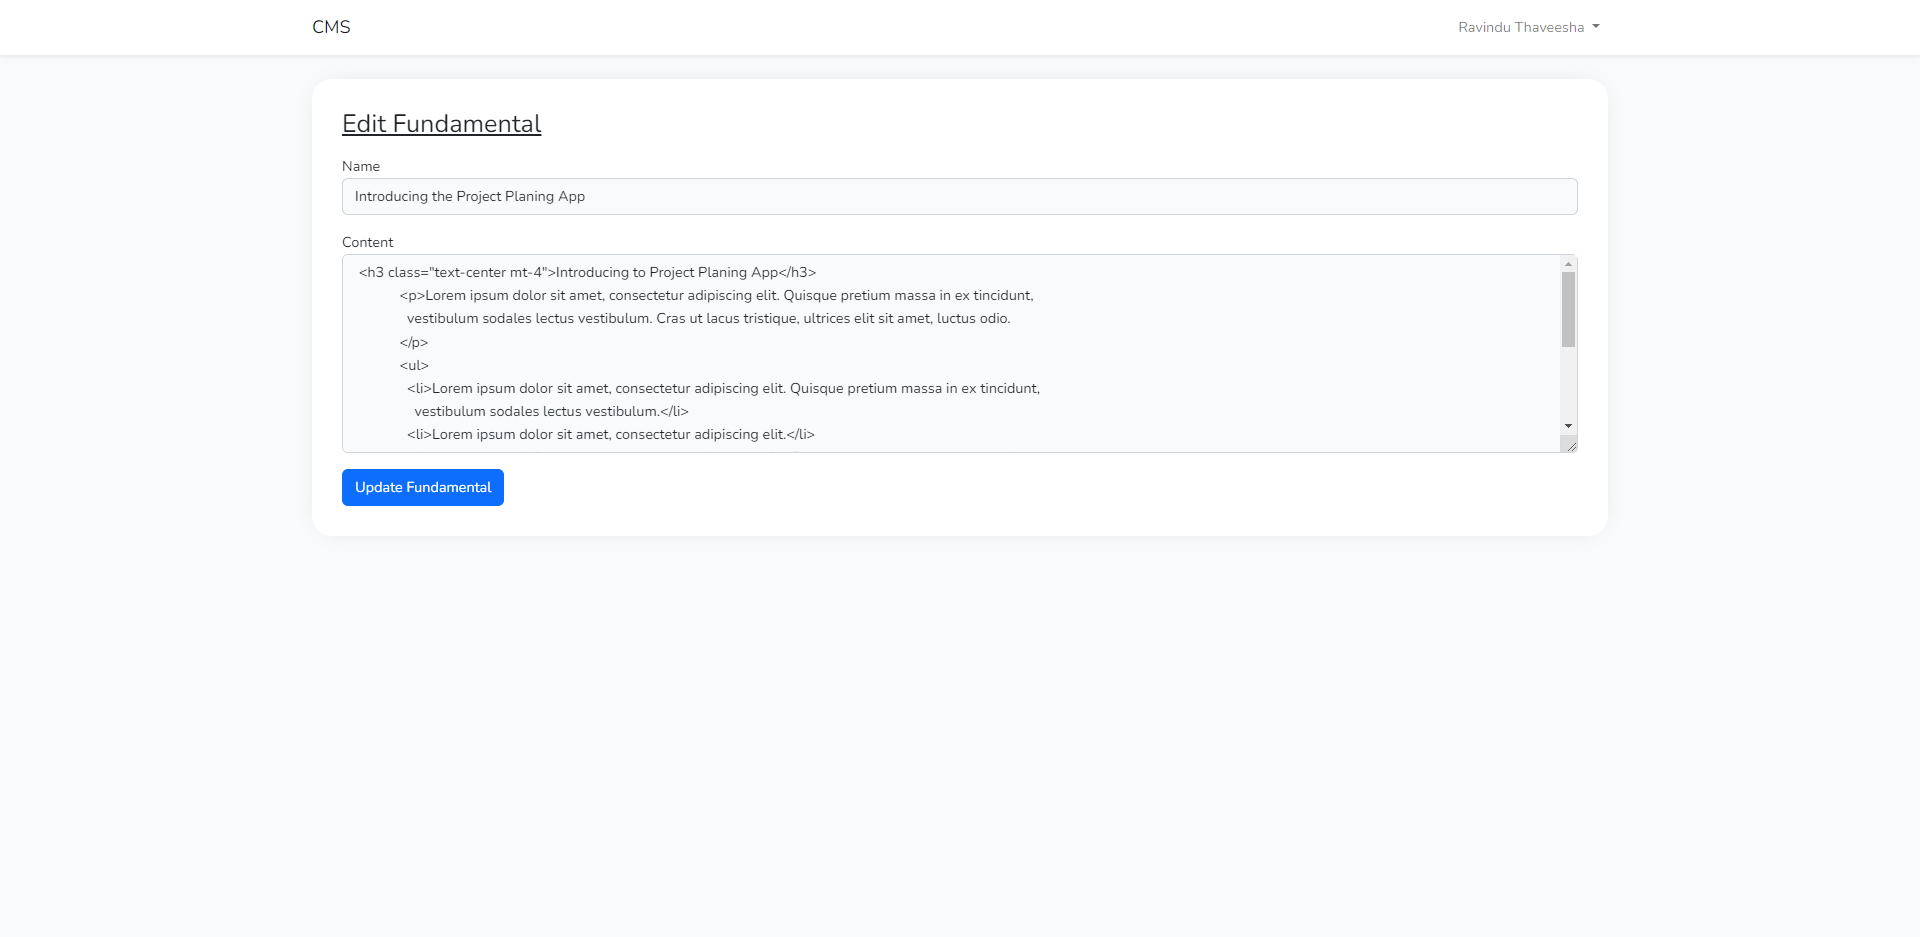 CMS
Ravindu Thaveesha
Edit Fundamental
Name
Introducing the Project Planing App
Content
<h3 class="text-center mt-4">Introducing to Project Planing App</h3>
<p>Lorem ipsum dolor sit amet, consectetur adipiscing elit. Quisque pretium massa in ex tincidunt,
vestibulum sodales lectus vestibulum. Cras ut lacus tristique, ultrices elit sit amet, luctus odio.
</p>
<ul>
<li>Lorem ipsum dolor sit amet, consectetur adipiscing elit. Quisque pretium massa in ex tincidunt,
vestibulum sodales lectus vestibulum.</li>
<li>Lorem ipsum dolor sit amet, consectetur adipiscing elit.</li>
Update Fundamental